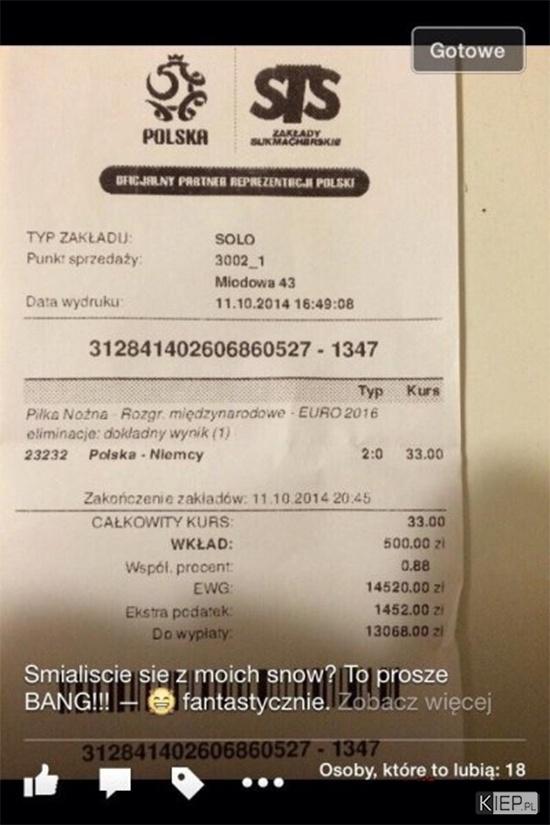 Gotowe
POLSKA
STS
ZAKŁADY
BUKMACHERSKIE
OFICJALNY PARTNER REPREZENTACJI POLSKI
TYP ZAKŁADU: SOLO
Punkt sprzedaży: 3002_1
Miodowa 43
Data wydruku: 11.10.2014 16:49:08
312841402606860527 - 1347
Typ Kurs
Piłka Nożna - Rozgr. międzynarodowe - EURO 2016
eliminacje: dokładny wynik (1)
23232 Polska - Niemcy 2:0 33.00
Zakończenie zakładów: 11.10.2014 20:45
CAŁKOWITY KURS: 33.00
WKŁAD: 500.00 zł
Współ. procent: 0.88
EWG: 14520.00 zł
Ekstra podatek: 1452.00 zł
Do wypłaty: 13068.00 zł
Smialiscie sie z moich snow? To prosze
BANG!!! — 😁 fantastycznie. Zobacz więcej
312841402606860527 - 1347
Osoby, które to lubią: 18
KIEP.PL